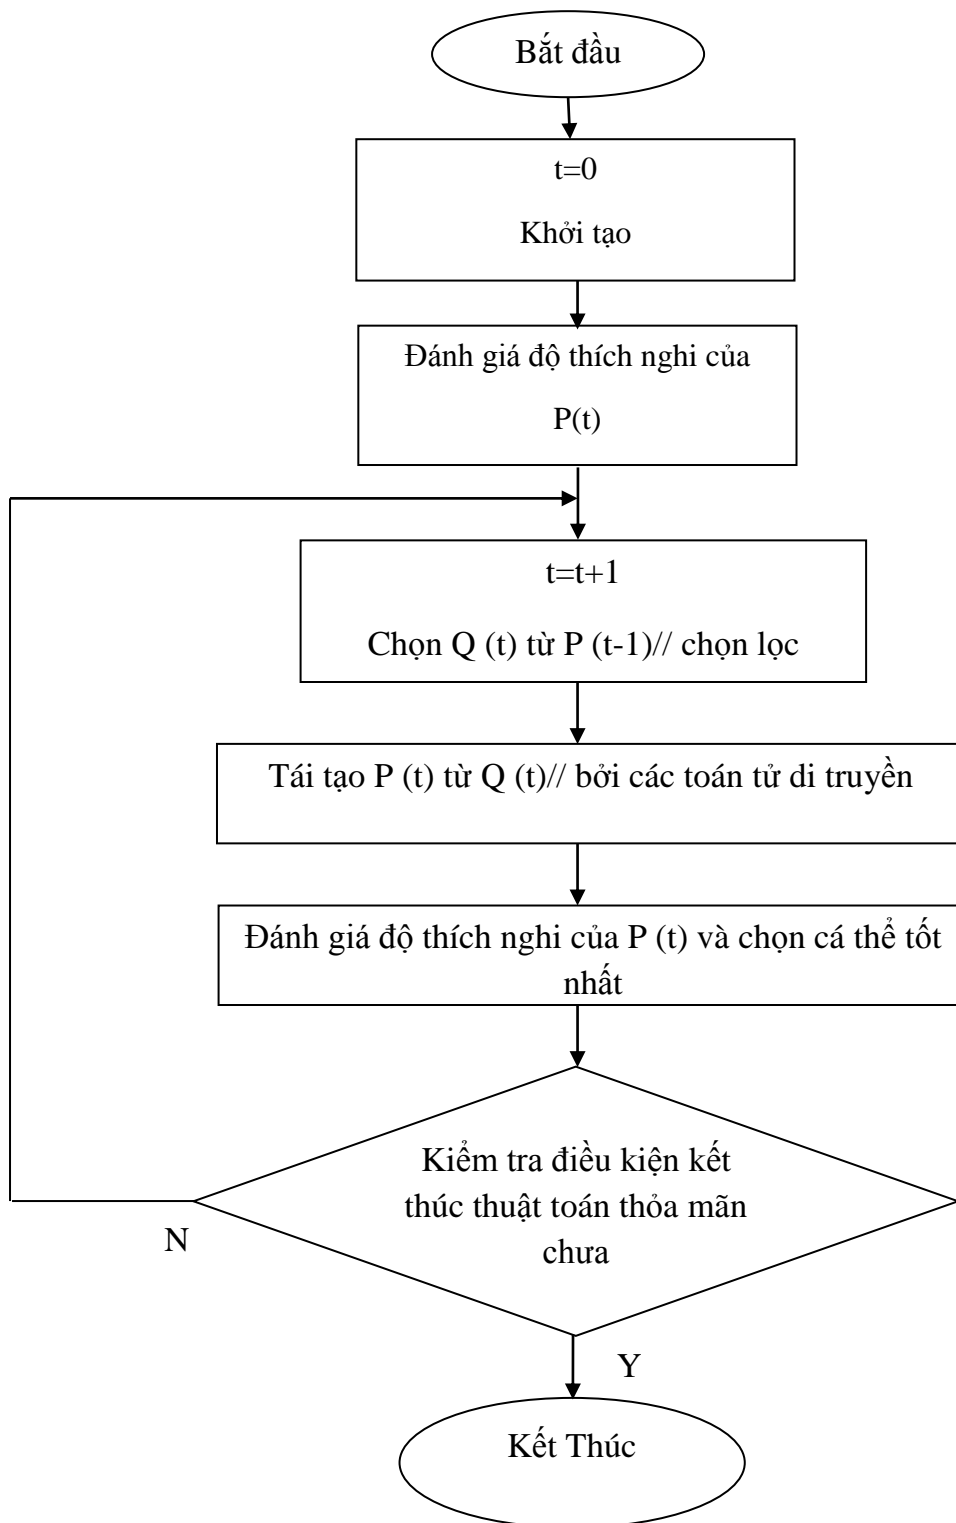 Bắt đầu
t=0
Khởi tạo
Đánh giá độ thích nghi của
P(t)
t=t+1
Chọn Q (t) từ P (t-1)// chọn lọc
Tái tạo P (t) từ Q (t)// bởi các toán tử di truyền
Đánh giá độ thích nghi của P (t) và chọn cá thể tốt
nhất
Kiểm tra điều kiện kết
thúc thuật toán thỏa mãn
chưa
N
Y
Kết Thúc